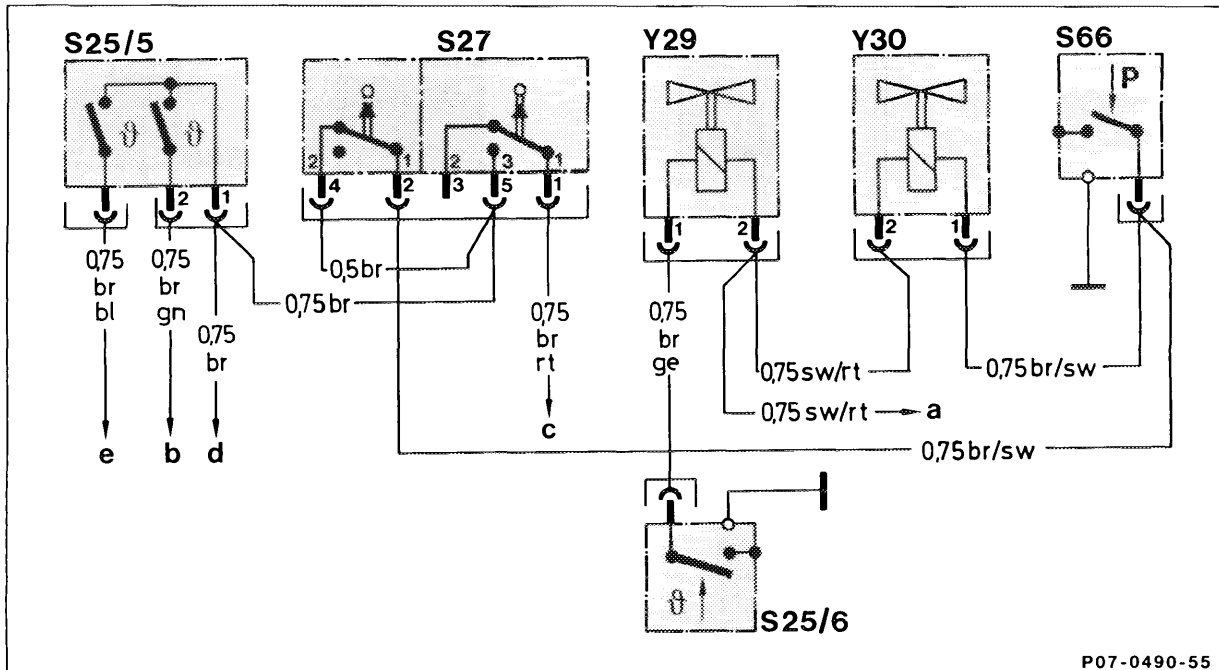 S25/5
S27
Y29
Y30
S66
p
ϑ ϑ
2 1 2 3 1
2 1
4 2 3 5 1
1 2
2 1
0,75 br bl
0,75 br gn
0,75 br
0,5 br
0,75 br
0,75 br rt
0,75 br ge
0,75 sw/rt
0,75 sw/rt
a
0,75 br/sw
0,75 br/sw
e
b
d
c
ϑ
S25/6
P07-0490-55